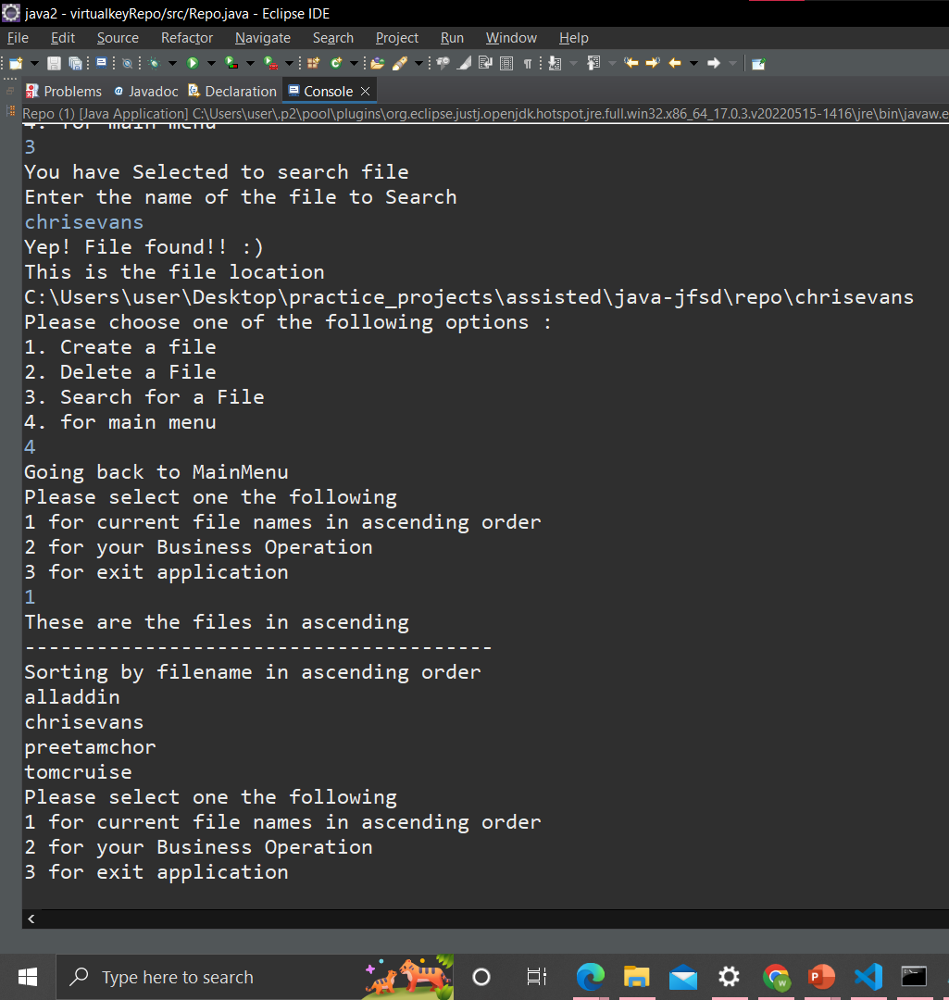 java2 - virtualkeyRepo/src/Repo.java - Eclipse IDE
File Edit Source Refactor Navigate Search Project Run Window Help
Problems @ Javadoc Declaration Console
Repo (1) [Java Application] C:\Users\user\.p2\pool\plugins\org.eclipse.justj.openjdk.hotspot.jre.full.win32.x86_64_17.0.3.v20220515-1416\jre\bin\javaw.e
4. for main menu
3
You have Selected to search file
Enter the name of the file to Search
chrisevans
Yep! File found!! :)
This is the file location
C:\Users\user\Desktop\practice_projects\assisted\java-jfsd\repo\chrisevans
Please choose one of the following options :
1. Create a file
2. Delete a File
3. Search for a File
4. for main menu
4
Going back to MainMenu
Please select one the following
1 for current file names in ascending order
2 for your Business Operation
3 for exit application
1
These are the files in ascending
---------------------------------------
Sorting by filename in ascending order
alladdin
chrisevans
preetamchor
tomcruise
Please select one the following
1 for current file names in ascending order
2 for your Business Operation
3 for exit application
Type here to search